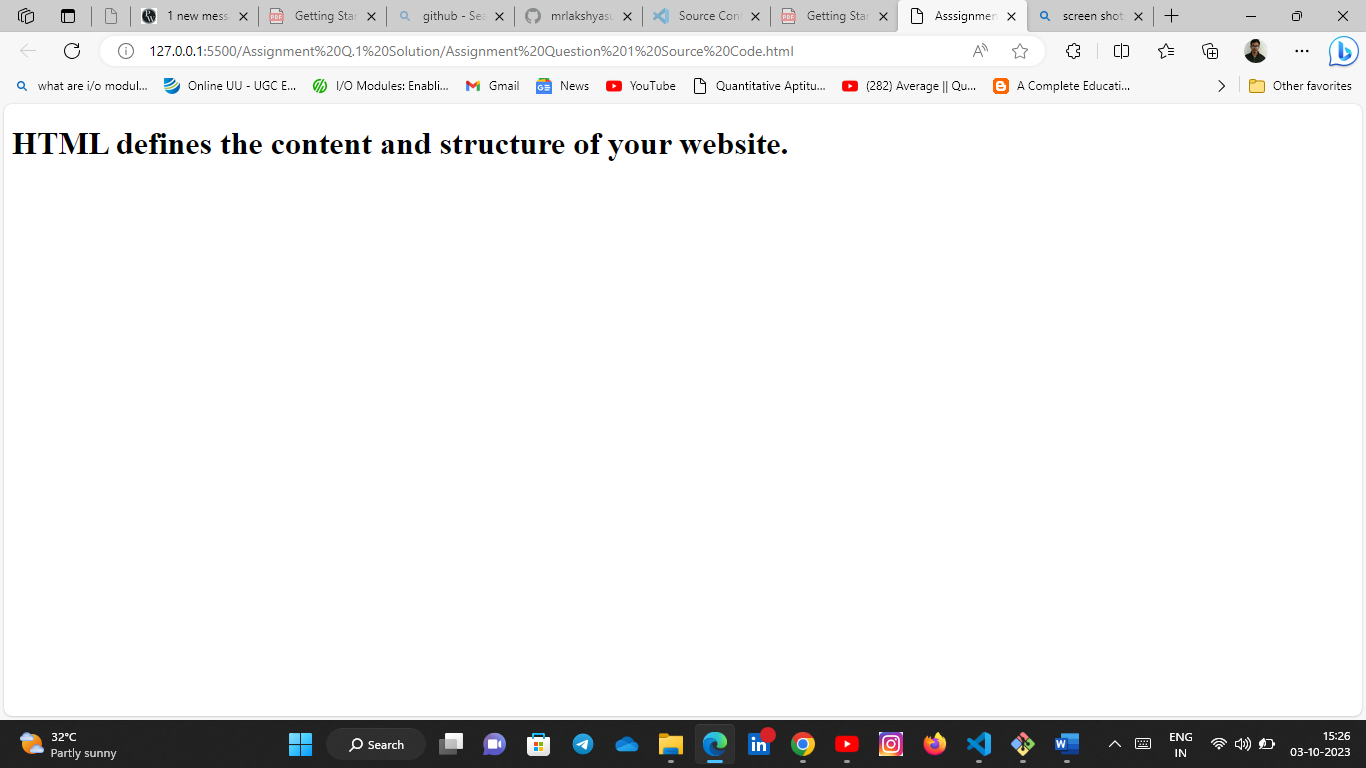 1 new mess
Getting Star
github - Sea
mrlakshyasu
Source Cont
Getting Star
Asssignmen
screen shot
127.0.0.1:5500/Assignment%20Q.1%20Solution/Assignment%20Question%201%20Source%20Code.html
what are i/o modul...
Online UU - UGC E...
I/O Modules: Enabli...
Gmail
News
YouTube
Quantitative Aptitu...
(282) Average || Qu...
A Complete Educati...
Other favorites
HTML defines the content and structure of your website.
32°C
Partly sunny
Search
ENG
IN
15:26
03-10-2023